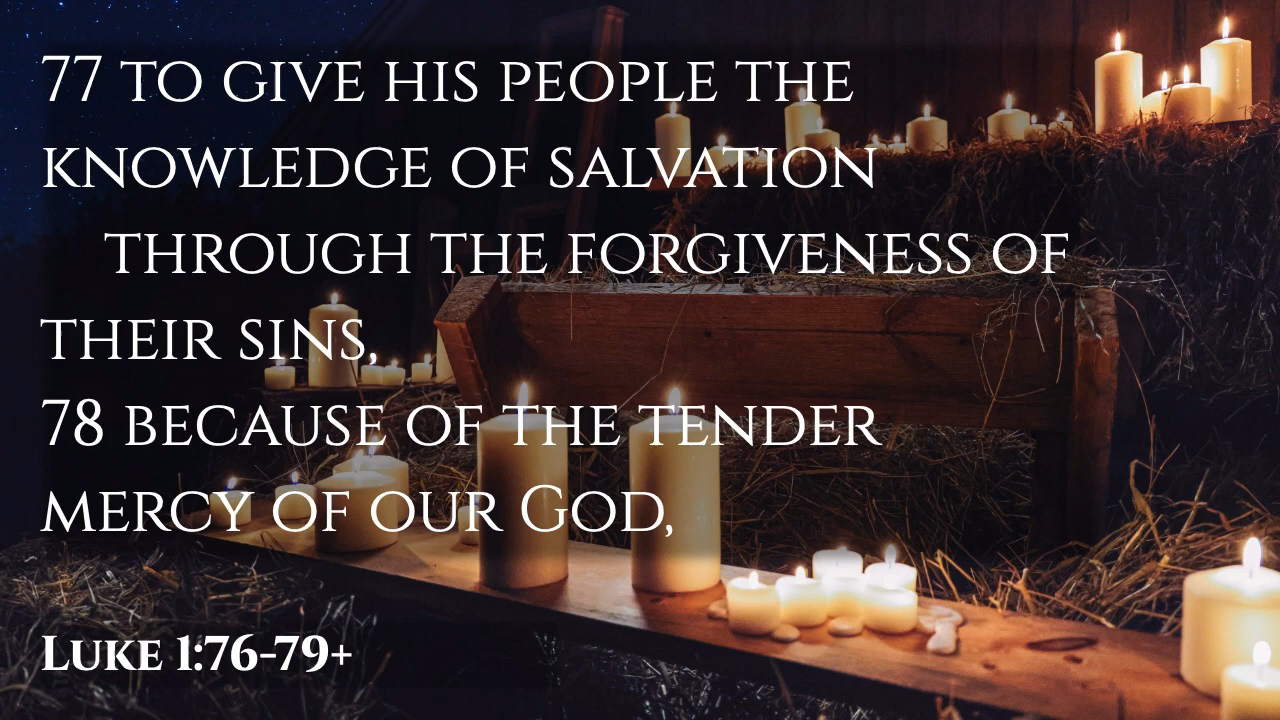 77 to give his people the
knowledge of salvation
through the forgiveness of
their sins,
78 because of the tender
mercy of our God,
Luke 1:76-79+